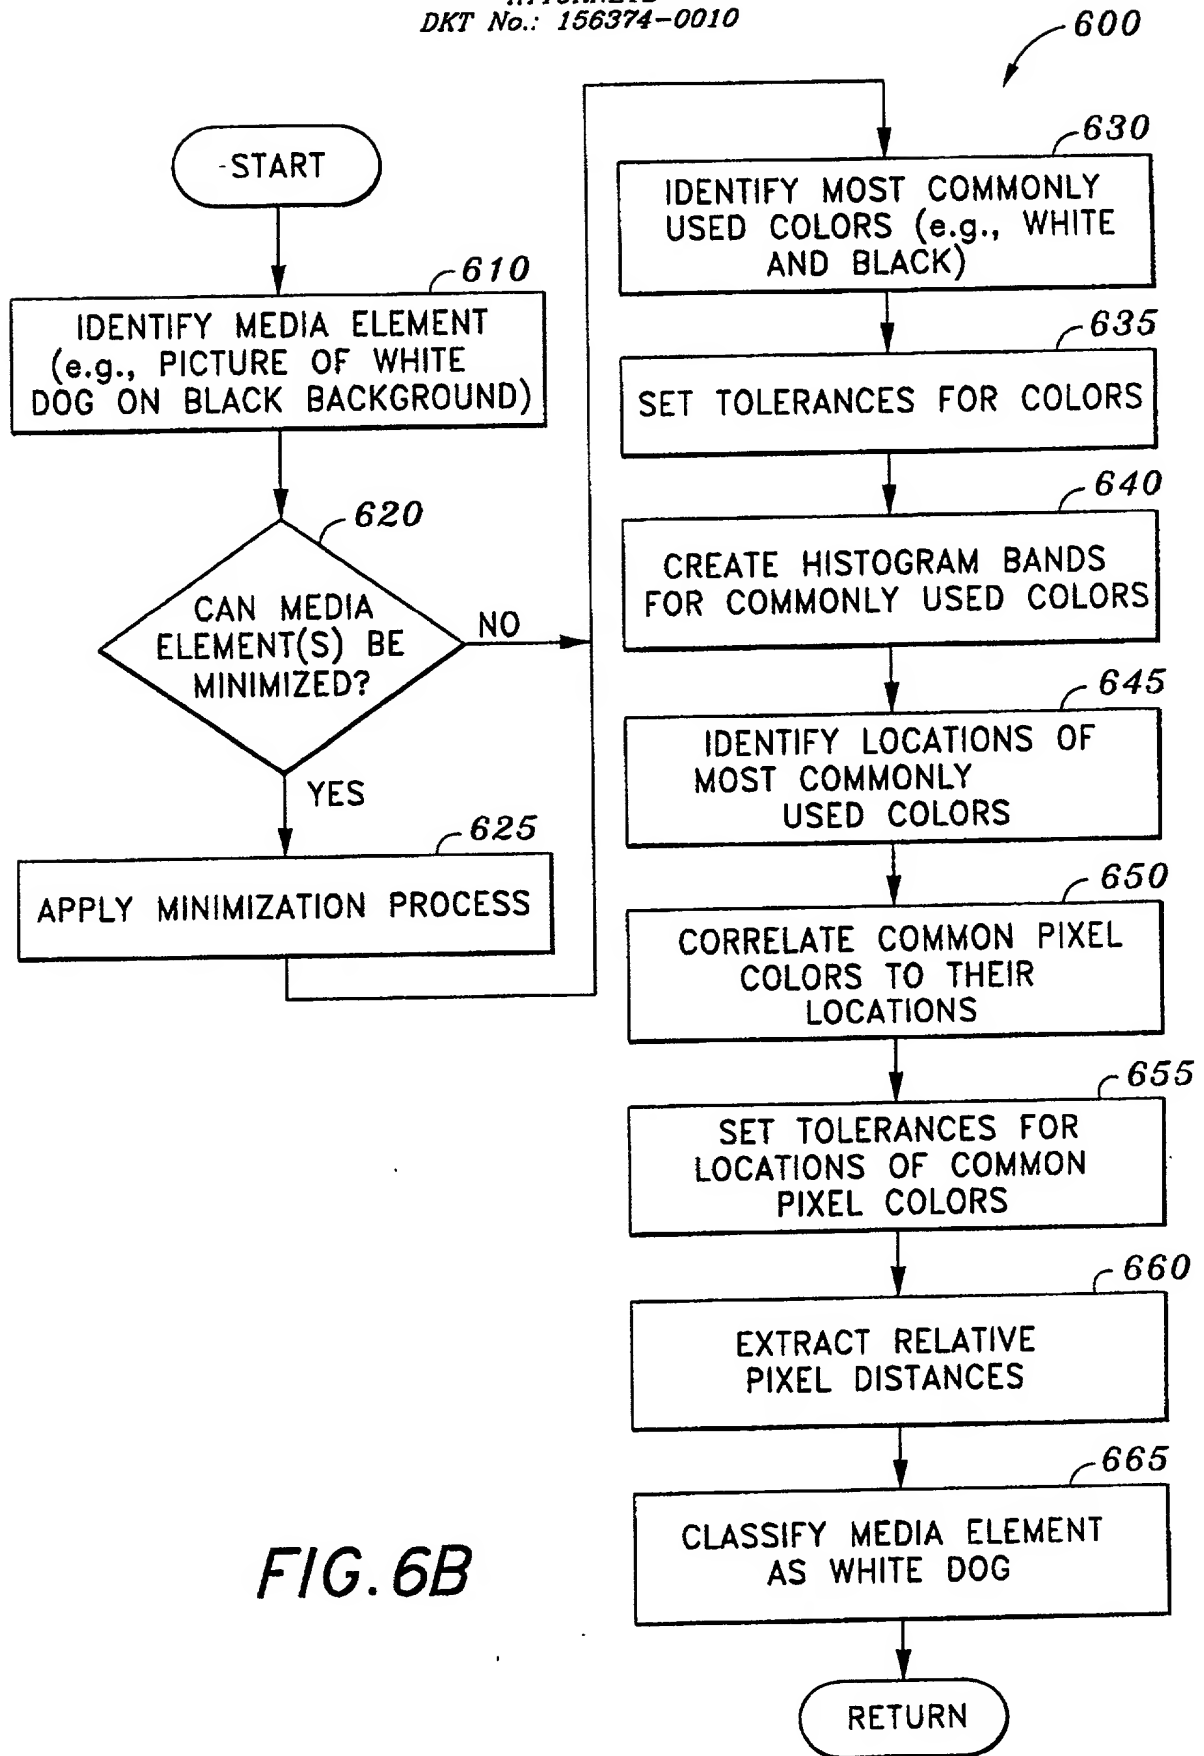 DKT No.: 156374-0010
600
-START
610
IDENTIFY MEDIA ELEMENT
(e.g., PICTURE OF WHITE
DOG ON BLACK BACKGROUND)
620
CAN MEDIA
ELEMENT(S) BE
MINIMIZED?
NO
YES
625
APPLY MINIMIZATION PROCESS
630
IDENTIFY MOST COMMONLY
USED COLORS (e.g., WHITE
AND BLACK)
635
SET TOLERANCES FOR COLORS
640
CREATE HISTOGRAM BANDS
FOR COMMONLY USED COLORS
645
IDENTIFY LOCATIONS OF
MOST COMMONLY
USED COLORS
650
CORRELATE COMMON PIXEL
COLORS TO THEIR
LOCATIONS
655
SET TOLERANCES FOR
LOCATIONS OF COMMON
PIXEL COLORS
660
EXTRACT RELATIVE
PIXEL DISTANCES
665
CLASSIFY MEDIA ELEMENT
AS WHITE DOG
RETURN
FIG. 6B